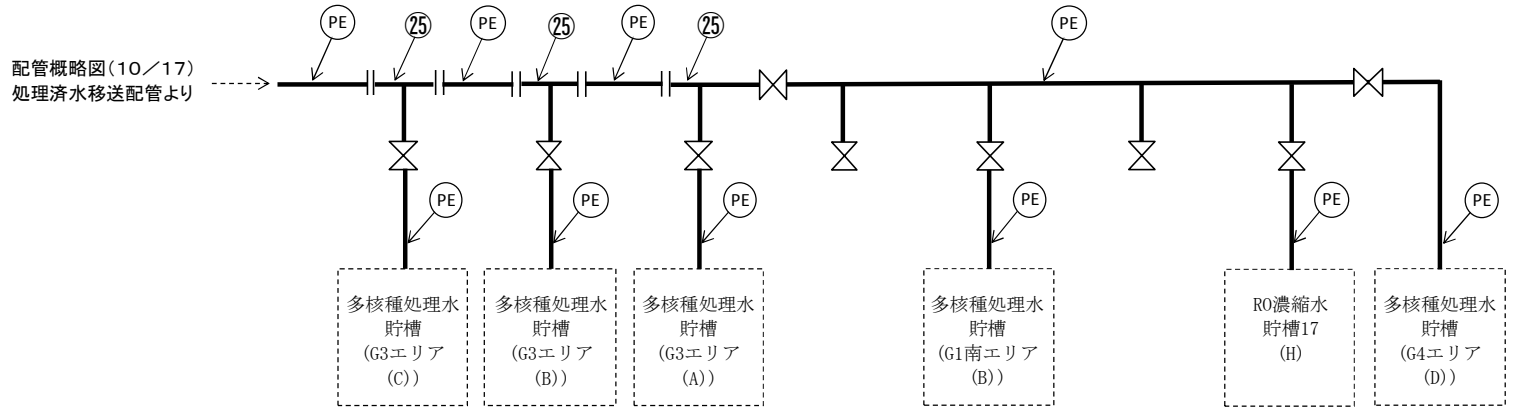 PE
㉕
PE
㉕
PE
㉕
PE
配管概略図(10/17)
処理済水移送配管より
PE
PE
PE
PE
PE
PE
多核種処理水
貯槽
(G3エリア
(C))
多核種処理水
貯槽
(G3エリア
(B))
多核種処理水
貯槽
(G3エリア
(A))
多核種処理水
貯槽
(G1南エリア
(B))
RO濃縮水
貯槽17
(H)
多核種処理水
貯槽
(G4エリア
(D))